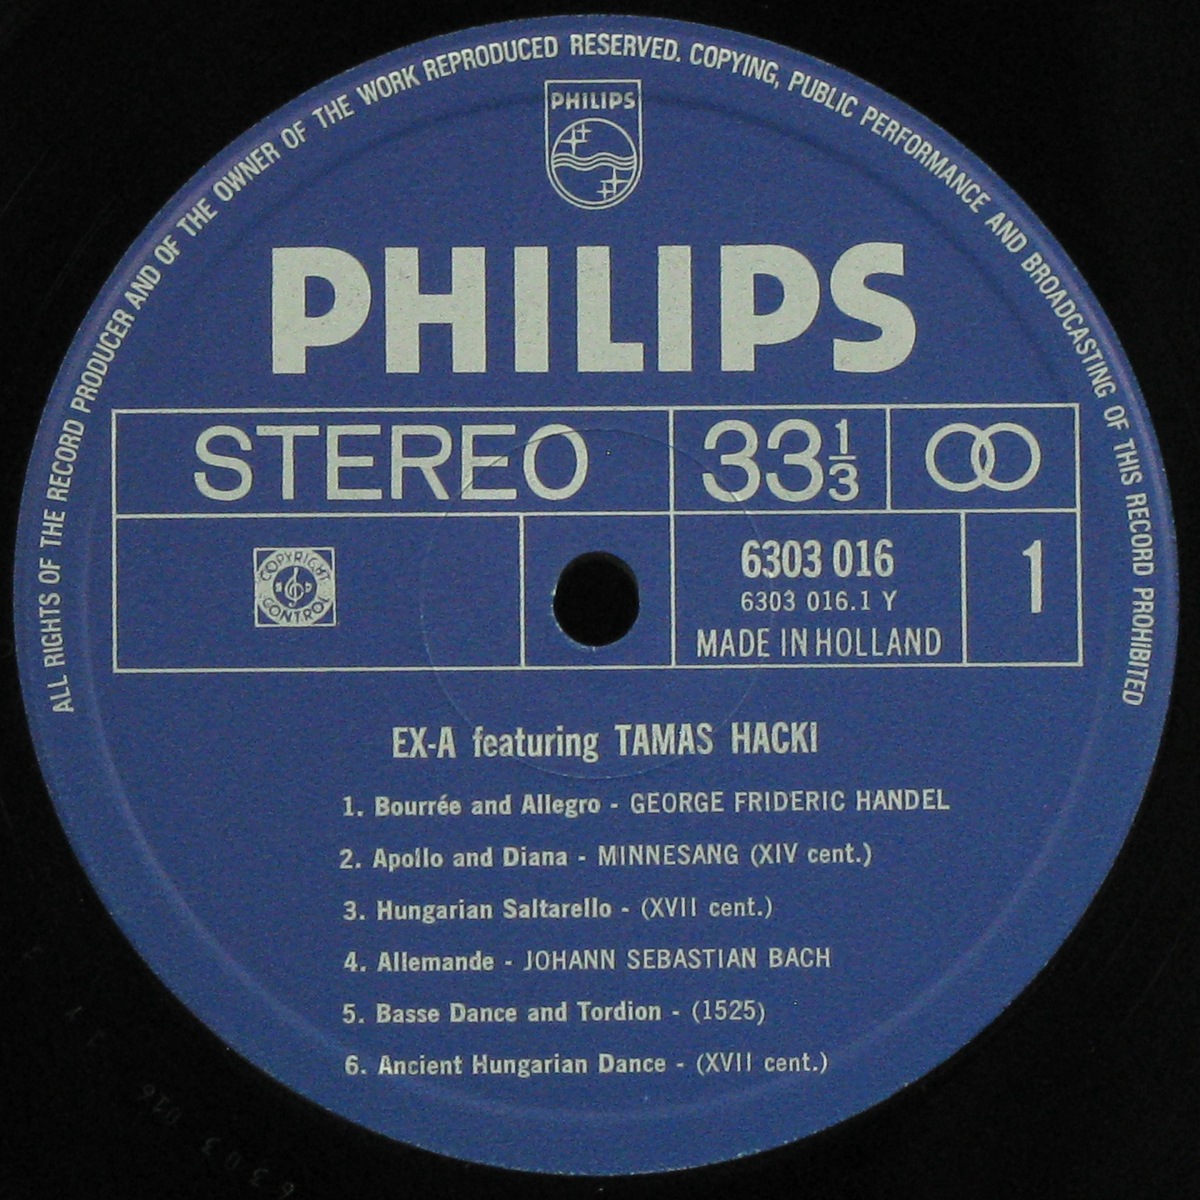 ALL RIGHTS OF THE RECORD PRODUCER AND OF THE OWNER OF THE WORK REPRODUCED RESERVED. COPYING, PUBLIC PERFORMANCE AND BROADCASTING OF THIS RECORD PROHIBITED
PHILIPS
PHILIPS
STEREO 33 1/3
COPYRIGHT
CONTROL
6303 016 1
6303 016.1 Y
MADE IN HOLLAND
EX-A featuring TAMAS HACKI
1. Bourrée and Allegro - GEORGE FRIDERIC HANDEL
2. Apollo and Diana - MINNESANG (XIV cent.)
3. Hungarian Saltarello - (XVII cent.)
4. Allemande - JOHANN SEBASTIAN BACH
5. Basse Dance and Tordion - (1525)
6. Ancient Hungarian Dance - (XVII cent.)